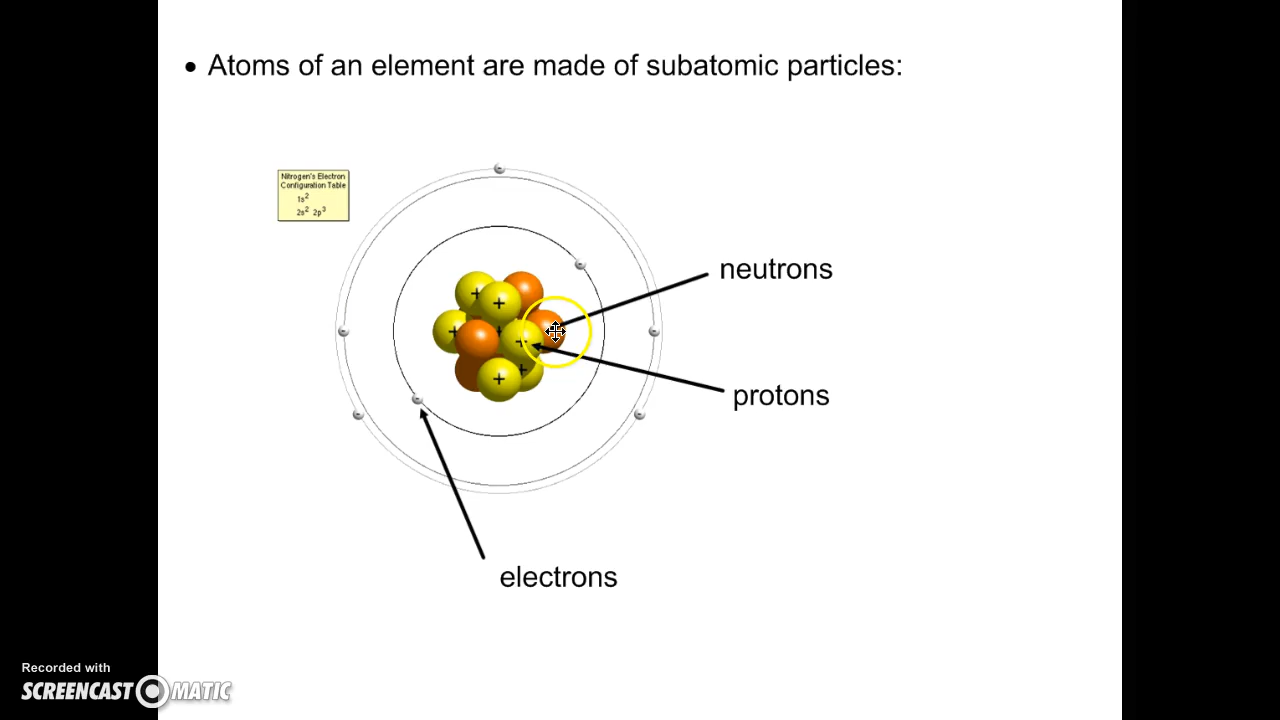 • Atoms of an element are made of subatomic particles:
Nitrogen's Electron
Configuration Table
1s²
2s² 2p³
neutrons
protons
electrons
Recorded with
SCREENCAST-O-MATIC